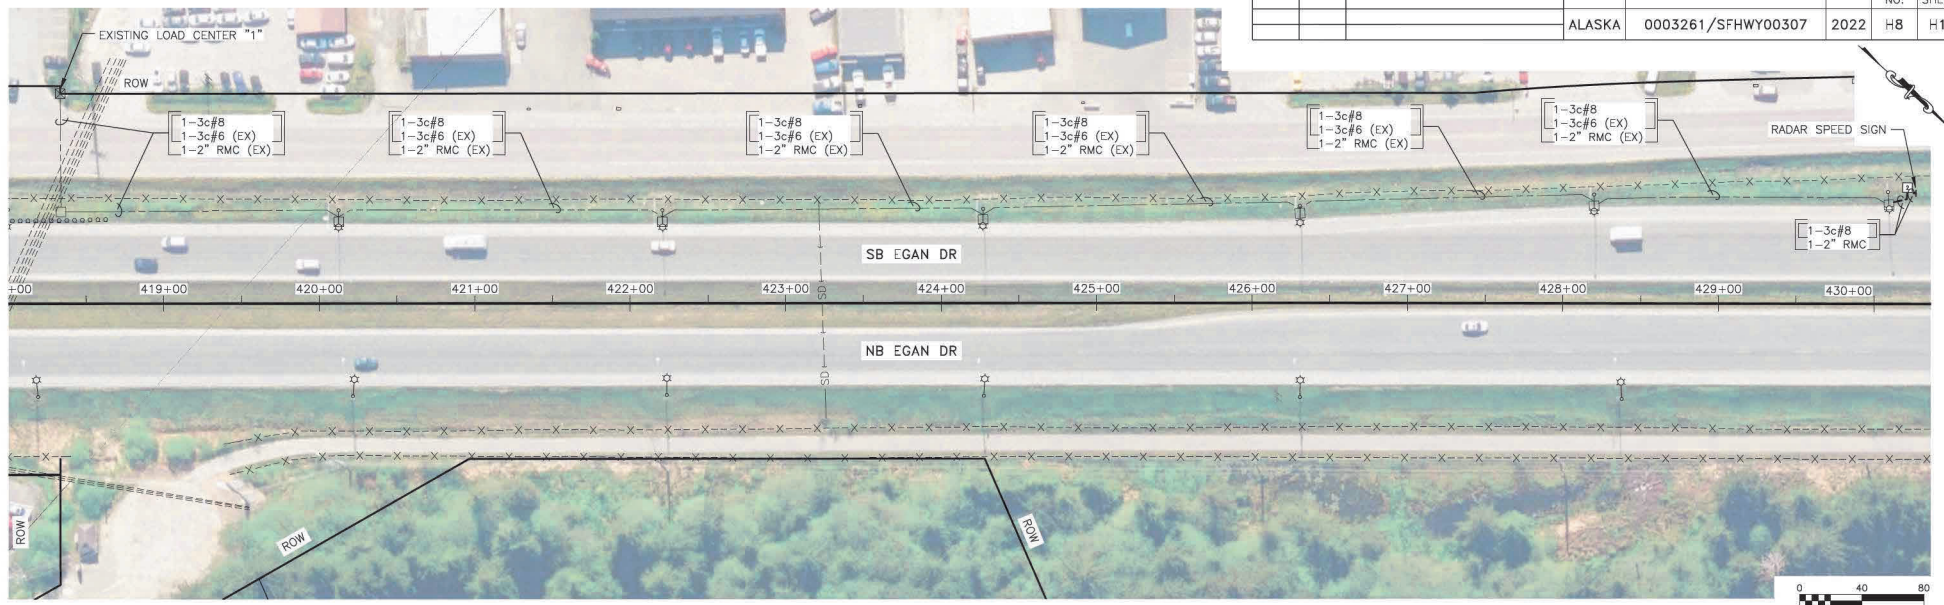 NO.
ALASKA 0003261/SFHWY00307 2022 H8
EXISTING LOAD CENTER "1"
ROW
RADAR SPEED SIGN
1-3c#8
1-3c#6 (EX)
1-2" RMC (EX)
1-3c#8
1-3c#6 (EX)
1-2" RMC (EX)
1-3c#8
1-3c#6 (EX)
1-2" RMC (EX)
1-3c#8
1-3c#6 (EX)
1-2" RMC (EX)
1-3c#8
1-3c#6 (EX)
1-2" RMC (EX)
1-3c#8
1-3c#6 (EX)
1-2" RMC (EX)
1-3c#8
1-2" RMC
SB EGAN DR
+00 419+00 420+00 421+00 422+00 423+00 424+00 425+00 426+00 427+00 428+00 429+00 430+00
SD
NB EGAN DR
SD
ROW
ROW
ROW
0 40 80